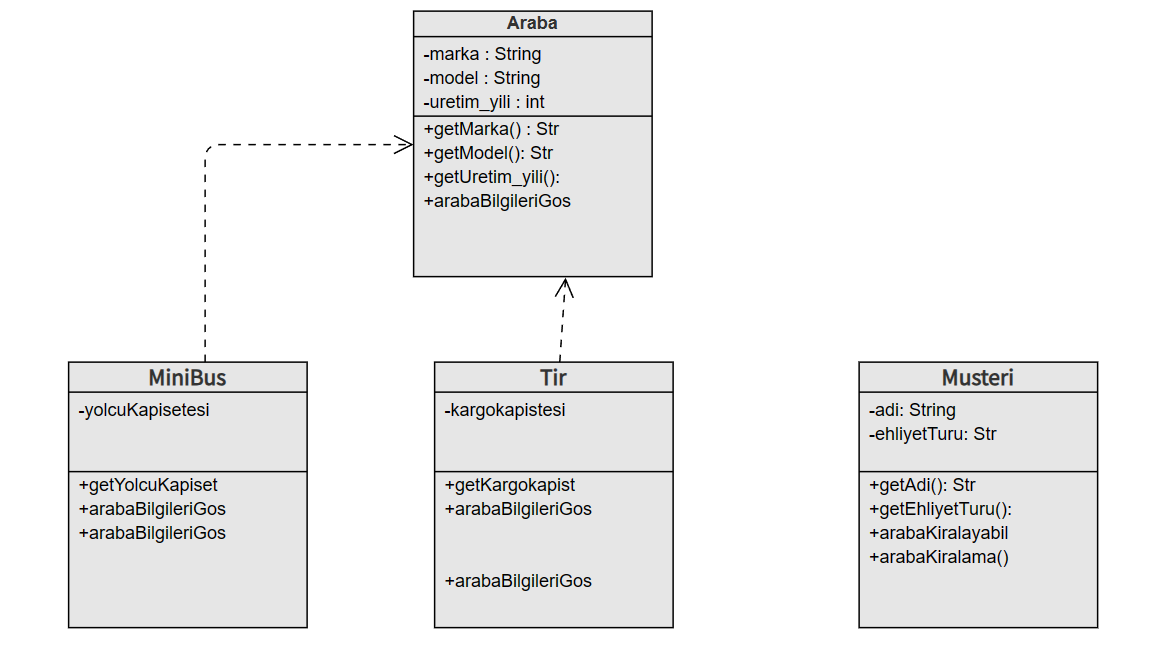 Araba
-marka : String
-model : String
-uretim_yili : int
+getMarka() : Str
+getModel(): Str
+getUretim_yili():
+arabaBilgileriGos
MiniBus
-yolcuKapisetesi
+getYolcuKapiset
+arabaBilgileriGos
+arabaBilgileriGos
Tir
-kargokapistesi
+getKargokapist
+arabaBilgileriGos
+arabaBilgileriGos
Musteri
-adi: String
-ehliyetTuru: Str
+getAdi(): Str
+getEhliyetTuru():
+arabaKiralayabil
+arabaKiralama()